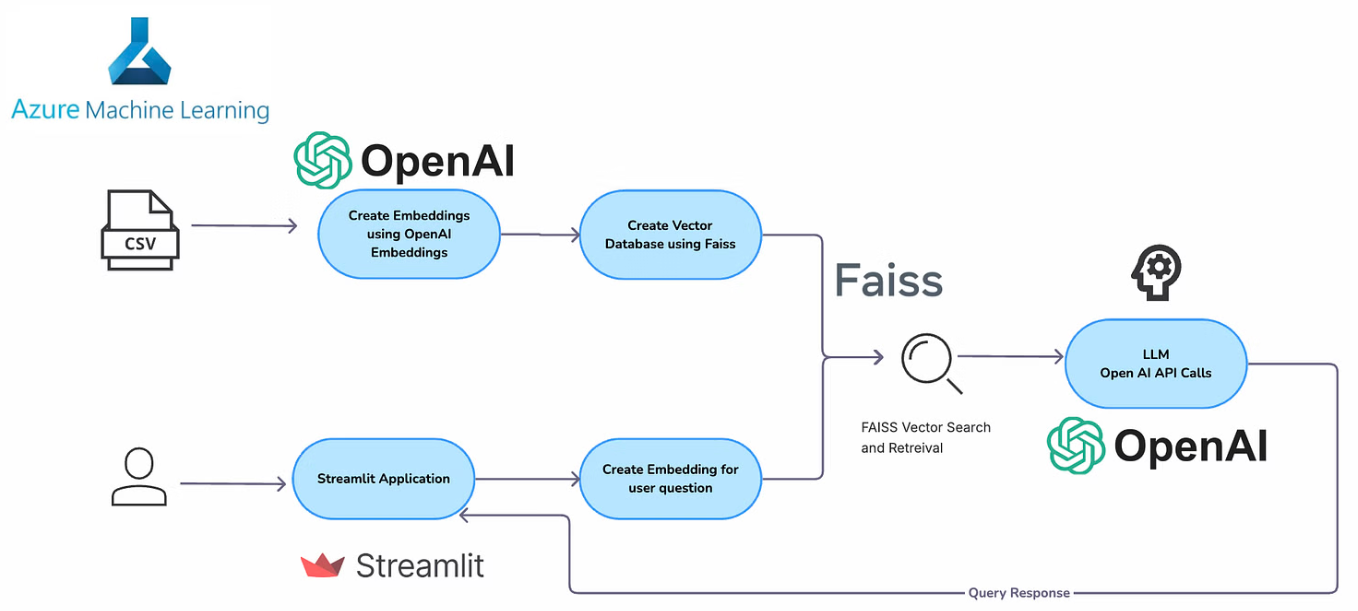 Azure Machine Learning
OpenAI
CSV
Create Embeddings
using OpenAI
Embeddings
Create Vector
Database using Faiss
Faiss
LLM
Open AI API Calls
FAISS Vector Search
and Retreival
OpenAI
Streamlit Application
Create Embedding for
user question
Streamlit
Query Response